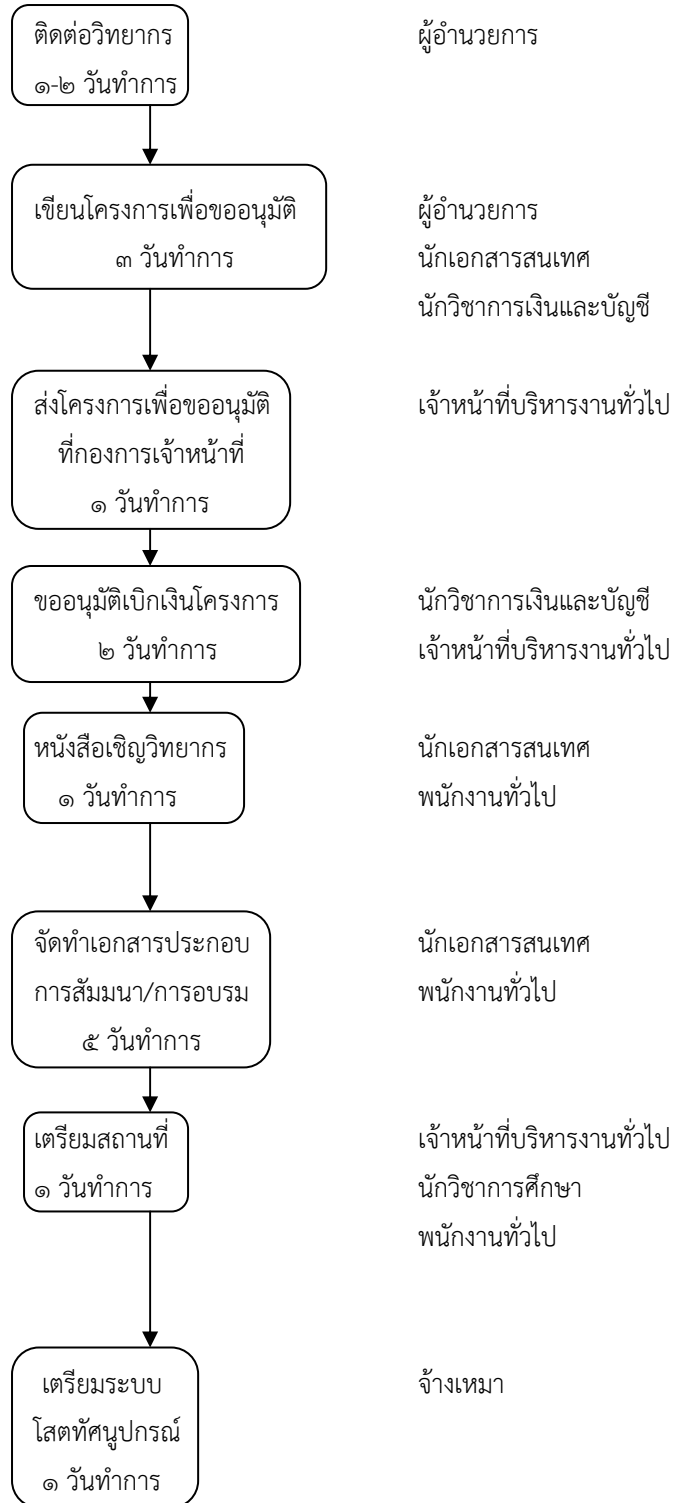 ติดต่อวิทยากร ผู้อำนวยการ
๑-๒ วันทำการ
เขียนโครงการเพื่อขออนุมัติ ผู้อำนวยการ
๓ วันทำการ นักเอกสารสนเทศ
นักวิชาการเงินและบัญชี
ส่งโครงการเพื่อขออนุมัติ เจ้าหน้าที่บริหารงานทั่วไป
ที่กองการเจ้าหน้าที่
๑ วันทำการ
ขออนุมัติเบิกเงินโครงการ นักวิชาการเงินและบัญชี
๒ วันทำการ เจ้าหน้าที่บริหารงานทั่วไป
หนังสือเชิญวิทยากร นักเอกสารสนเทศ
๑ วันทำการ พนักงานทั่วไป
จัดทำเอกสารประกอบ นักเอกสารสนเทศ
การสัมมนา/การอบรม พนักงานทั่วไป
๕ วันทำการ
เตรียมสถานที่ เจ้าหน้าที่บริหารงานทั่วไป
๑ วันทำการ นักวิชาการศึกษา
พนักงานทั่วไป
เตรียมระบบ จ้างเหมา
โสตทัศนูปกรณ์
๑ วันทำการ